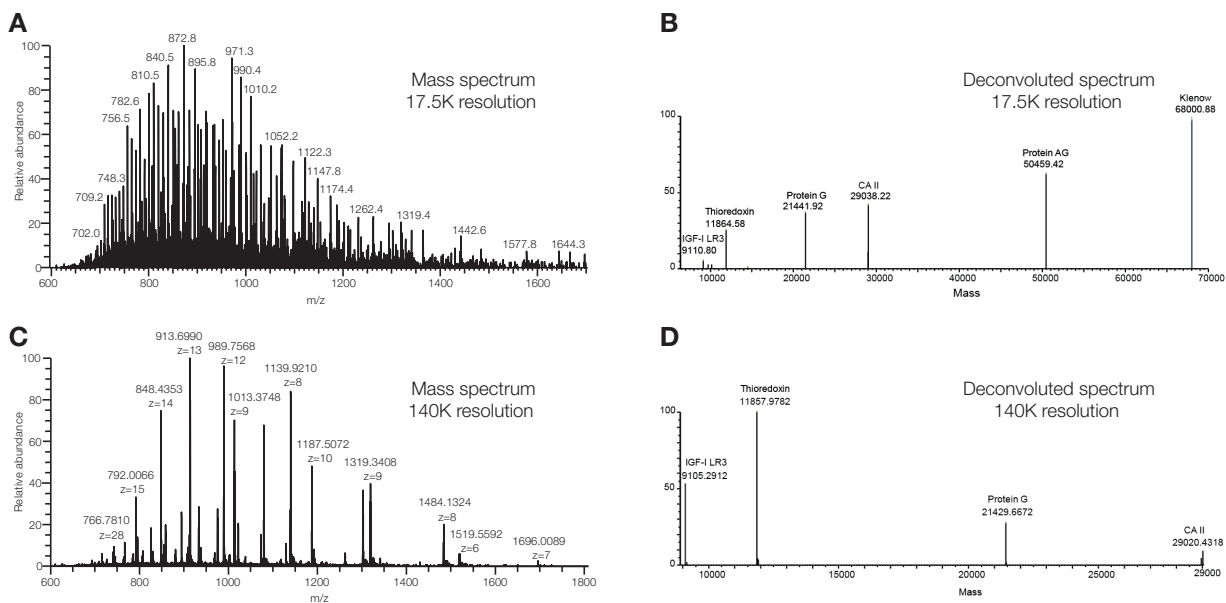 A
872.8
971.3
840.5
895.8
810.5
990.4
782.6
1010.2
756.5
1052.2
748.3
1122.3
709.2
1147.8
1174.4
702.0
1262.4
1319.4
1442.6
1577.8
1644.3
Mass spectrum
17.5K resolution
Relative abundance
100
80
60
40
20
0
600 800 1000 1200 1400 1600
m/z
B
Deconvoluted spectrum
17.5K resolution
Klenow
68000.88
Protein AG
50459.42
CA II
29038.22
Protein G
21441.92
Thioredoxin
11864.58
IGF-I LR3
9110.80
100
50
0
10000 20000 30000 40000 50000 60000 70000
Mass
C
913.6990
z=13
989.7568
z=12
1139.9210
z=8
848.4353
z=14
1013.3748
z=9
1187.5072
z=10
792.0066
z=15
1319.3408
z=9
766.7810
z=28
1484.1324
z=8
1519.5592
z=6
1696.0089
z=7
Mass spectrum
140K resolution
Relative abundance
100
80
60
40
20
0
600 800 1000 1200 1400 1600 1800
m/z
D
Deconvoluted spectrum
140K resolution
Thioredoxin
11857.9782
IGF-I LR3
9105.2912
Protein G
21429.6672
CA II
29020.4318
100
50
0
10000 20000 25000 29000
Mass